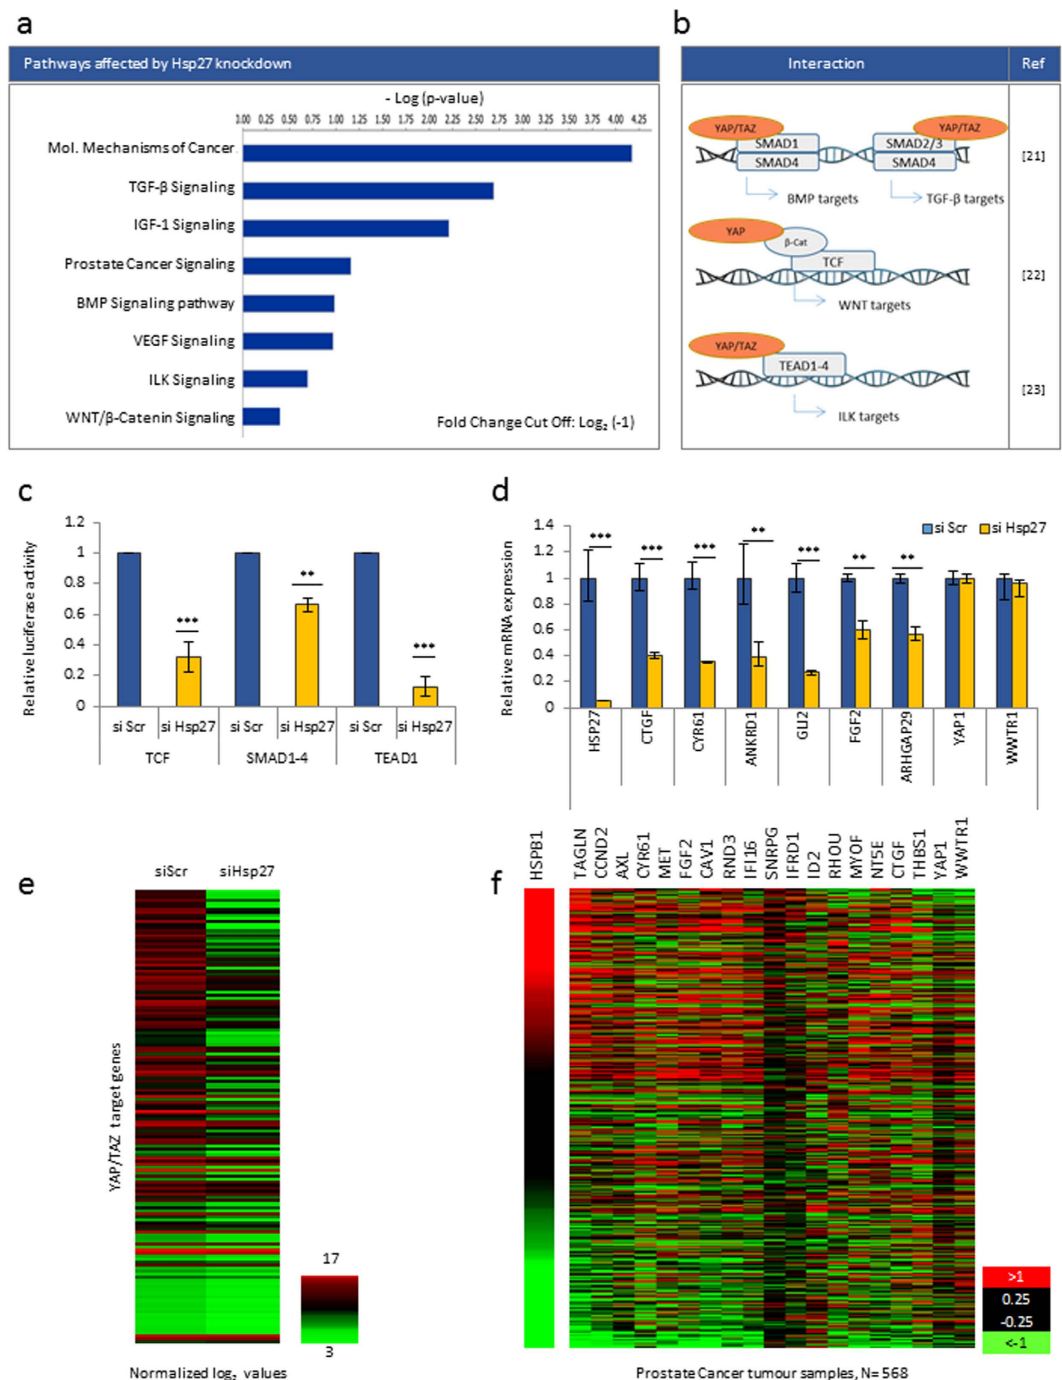 a
Pathways affected by Hsp27 knockdown
- Log (p-value)
0.00 0.25 0.50 0.75 1.00 1.25 1.50 1.75 2.00 2.25 2.50 2.75 3.00 3.25 3.50 3.75 4.00 4.25
Mol. Mechanisms of Cancer
TGF-β Signaling
IGF-1 Signaling
Prostate Cancer Signaling
BMP Signaling pathway
VEGF Signaling
ILK Signaling
WNT/β-Catenin Signaling
Fold Change Cut Off: Log₂ (-1)
b
Interaction Ref
YAP/TAZ YAP/TAZ
SMAD1 SMAD2/3
SMAD4 SMAD4
[21]
BMP targets TGF-β targets
YAP
β-Cat
TCF
[22]
WNT targets
YAP/TAZ
TEAD1-4
[23]
ILK targets
c
Relative luciferase activity
1.2
1
0.8
0.6
0.4
0.2
0
*** ** ***
si Scr si Hsp27 si Scr si Hsp27 si Scr si Hsp27
TCF SMAD1-4 TEAD1
d
Relative mRNA expression
1.4
1.2
1
0.8
0.6
0.4
0.2
0
si Scr si Hsp27
*** *** *** ** *** ** **
HSP27 CTGF CYR61 ANKRD1 GLI2 FGF2 ARHGAP29 YAP1 WWTR1
e
siScr siHsp27
YAP/TAZ target genes
17
3
Normalized log₂ values
f
HSPB1 TAGLN CCND2 AXL CYR61 MET FGF2 CAV1 RND3 IFI16 SNRPG IFRD1 ID2 RHOU MYOF NT5E CTGF THBS1 YAP1 WWTR1
>1
0.25
-0.25
<-1
Prostate Cancer tumour samples, N= 568